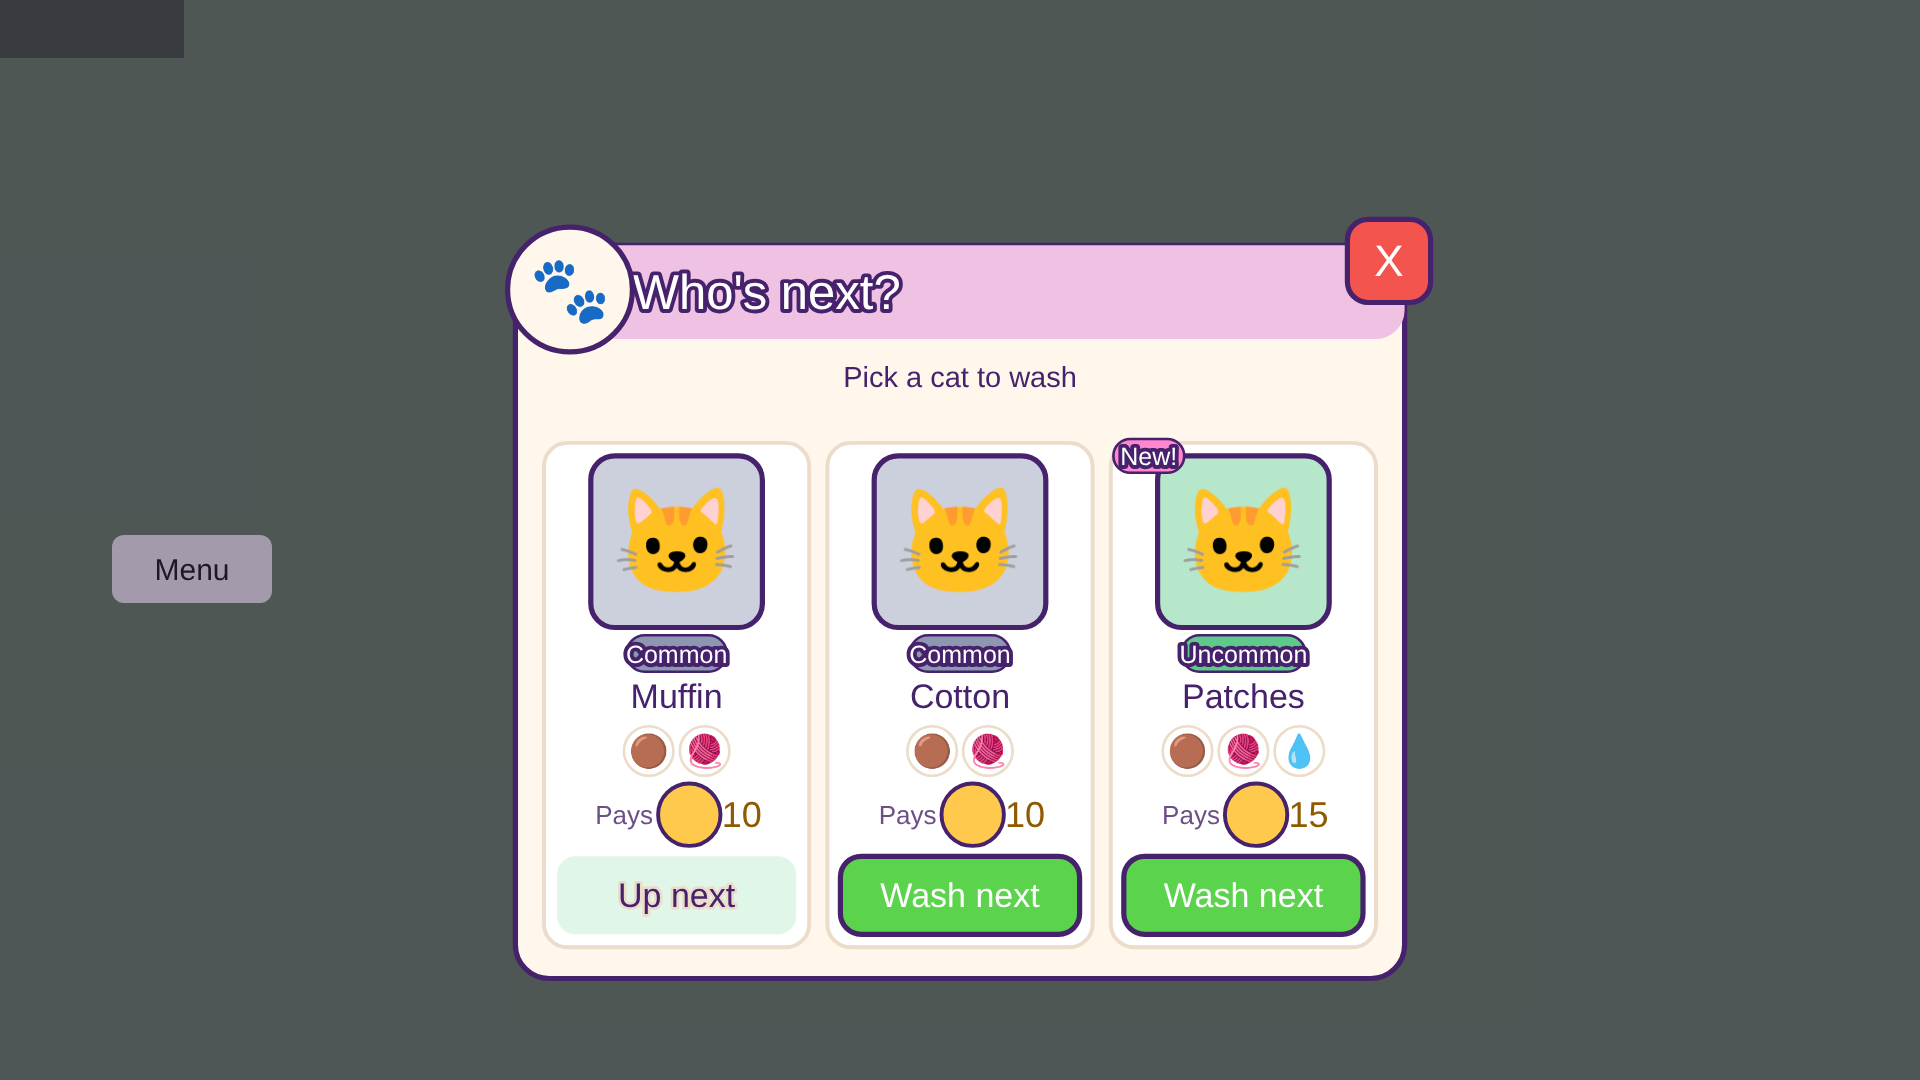 Who's next?
X
Pick a cat to wash
Menu
New!
Common
Muffin
Pays 10
Up next
Common
Cotton
Pays 10
Wash next
Uncommon
Patches
Pays 15
Wash next